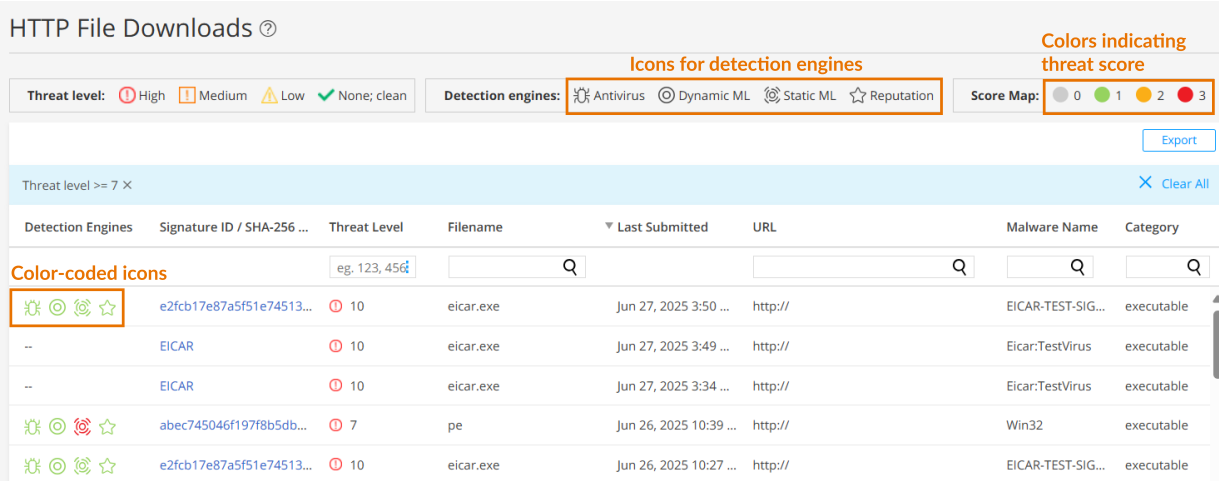 HTTP File Downloads ?
Colors indicating
threat score
Icons for detection engines
Threat level: High Medium Low None; clean
Detection engines: Antivirus Dynamic ML Static ML Reputation
Score Map: 0 1 2 3
Export
Threat level >= 7 ✕
Clear All
Detection Engines Signature ID / SHA-256 ... Threat Level Filename Last Submitted URL Malware Name Category
eg. 123, 456
Color-coded icons
e2fcb17e87a5f51e74513... 10 eicar.exe Jun 27, 2025 3:50 ... http:// EICAR-TEST-SIG... executable
-- EICAR 10 eicar.exe Jun 27, 2025 3:49 ... http:// Eicar:TestVirus executable
-- EICAR 10 eicar.exe Jun 27, 2025 3:34 ... http:// Eicar:TestVirus executable
abec745046f197f8b5db... 7 pe Jun 26, 2025 10:39 ... http:// Win32 executable
e2fcb17e87a5f51e74513... 10 eicar.exe Jun 26, 2025 10:27 ... http:// EICAR-TEST-SIG... executable